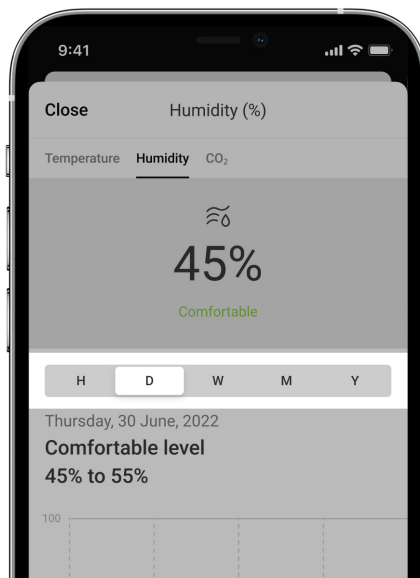 9:41
Close Humidity (%)
Temperature Humidity CO₂
45%
Comfortable
H D W M Y
Thursday, 30 June, 2022
Comfortable level
45% to 55%
100